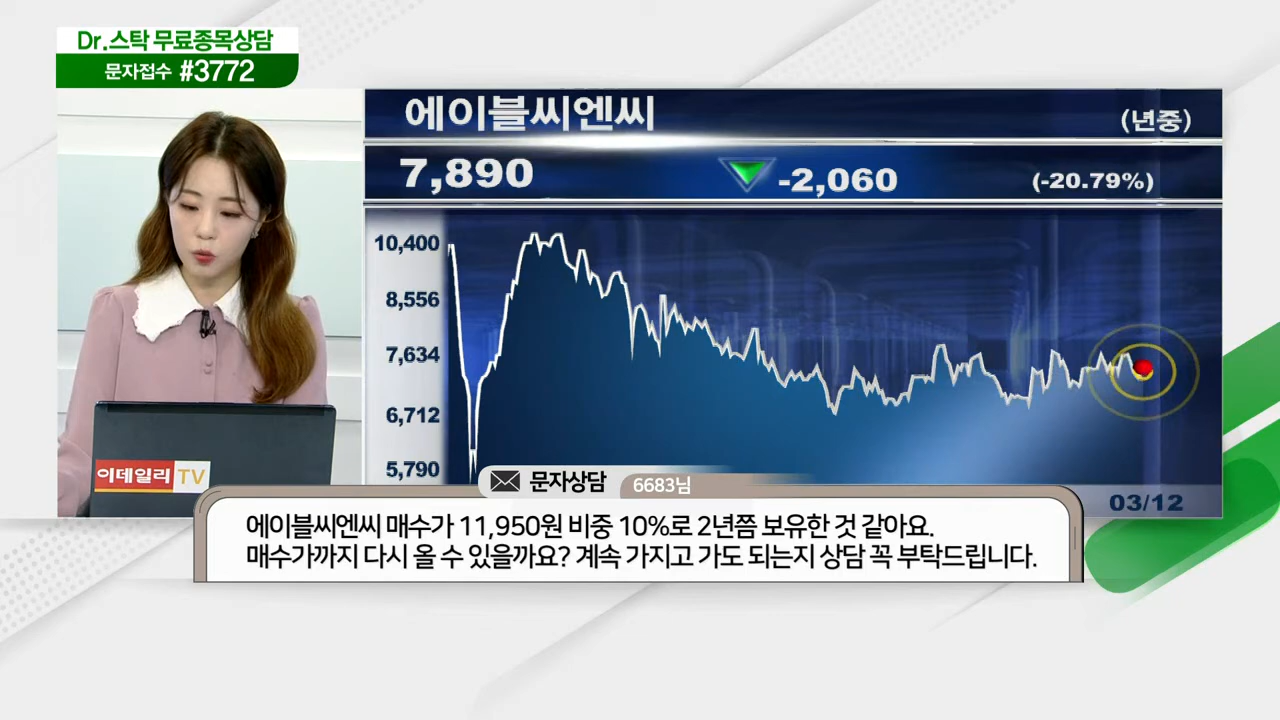 Dr.스탁 무료종목상담
문자접수 #3772
에이블씨엔씨
(년중)
7,890
-2,060
(-20.79%)
10,400
8,556
7,634
6,712
5,790
03/12
이데일리 TV
문자상담
6683님
에이블씨엔씨 매수가 11,950원 비중 10%로 2년쯤 보유한 것 같아요.
매수가까지 다시 올 수 있을까요? 계속 가지고 가도 되는지 상담 꼭 부탁드립니다.